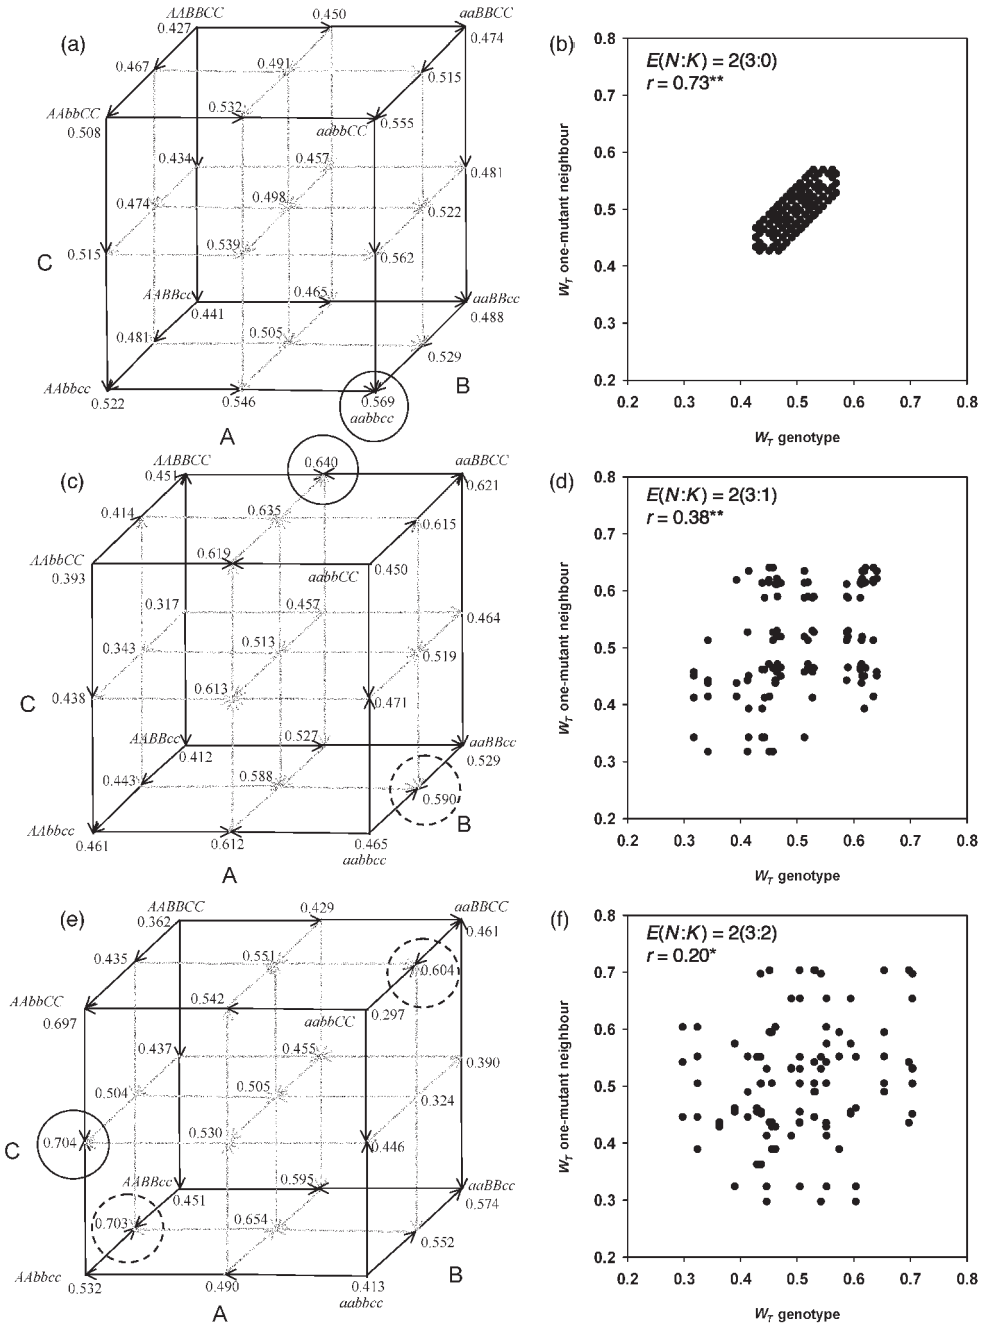 (a)
AABBCC
0.427
0.450
aaBBCC
0.474
0.467
0.491
0.515
AAbbCC
0.508
0.532
aabbCC
0.555
0.434
0.457
0.481
0.474
0.498
0.522
0.515
0.539
0.562
C
AABBcc
0.441
0.465
aaBBcc
0.488
0.481
0.505
0.529
AAbbcc
0.522
0.546
0.569
aabbcc
B
A
(b)
E(N:K) = 2(3:0)
r = 0.73**
0.8
0.7
0.6
0.5
0.4
0.3
0.2
0.2 0.3 0.4 0.5 0.6 0.7 0.8
W_T one-mutant neighbour
W_T genotype
(c)
AABBCC
0.451
0.640
aaBBCC
0.621
0.414
0.635
0.615
AAbbCC
0.393
0.619
aabbCC
0.450
0.317
0.457
0.464
0.343
0.513
0.519
0.438
0.613
0.471
C
AABBcc
0.412
0.527
aaBBcc
0.529
0.443
0.588
0.590
AAbbcc
0.461
0.612
0.465
aabbcc
B
A
(d)
E(N:K) = 2(3:1)
r = 0.38**
0.8
0.7
0.6
0.5
0.4
0.3
0.2
0.2 0.3 0.4 0.5 0.6 0.7 0.8
W_T one-mutant neighbour
W_T genotype
(e)
AABBCC
0.362
0.429
aaBBCC
0.461
0.435
0.551
0.604
AAbbCC
0.697
0.542
aabbCC
0.297
0.437
0.455
0.390
0.504
0.505
0.324
0.704
0.530
0.446
C
AABBcc
0.451
0.595
aaBBcc
0.574
0.703
0.654
0.552
AAbbcc
0.532
0.490
0.413
aabbcc
B
A
(f)
E(N:K) = 2(3:2)
r = 0.20*
0.8
0.7
0.6
0.5
0.4
0.3
0.2
0.2 0.3 0.4 0.5 0.6 0.7 0.8
W_T one-mutant neighbour
W_T genotype